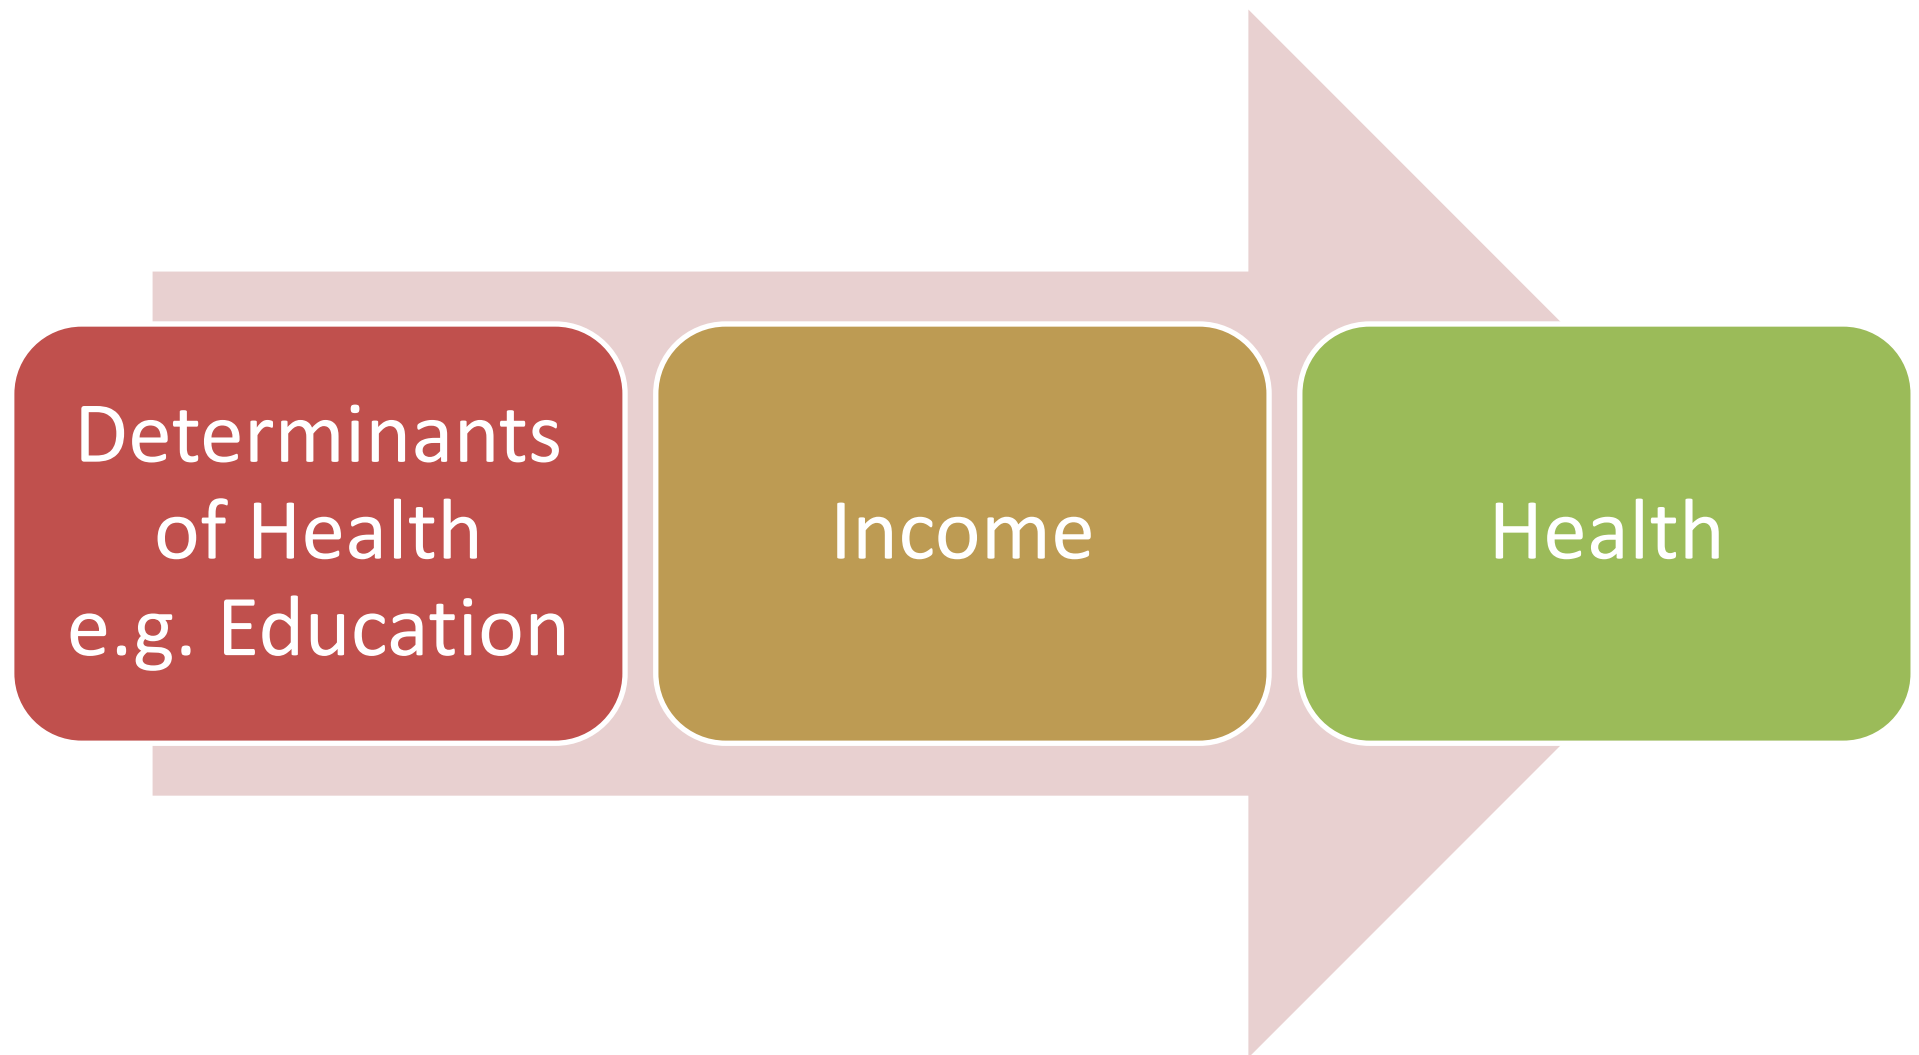 Determinants
of Health
e.g. Education
Income
Health